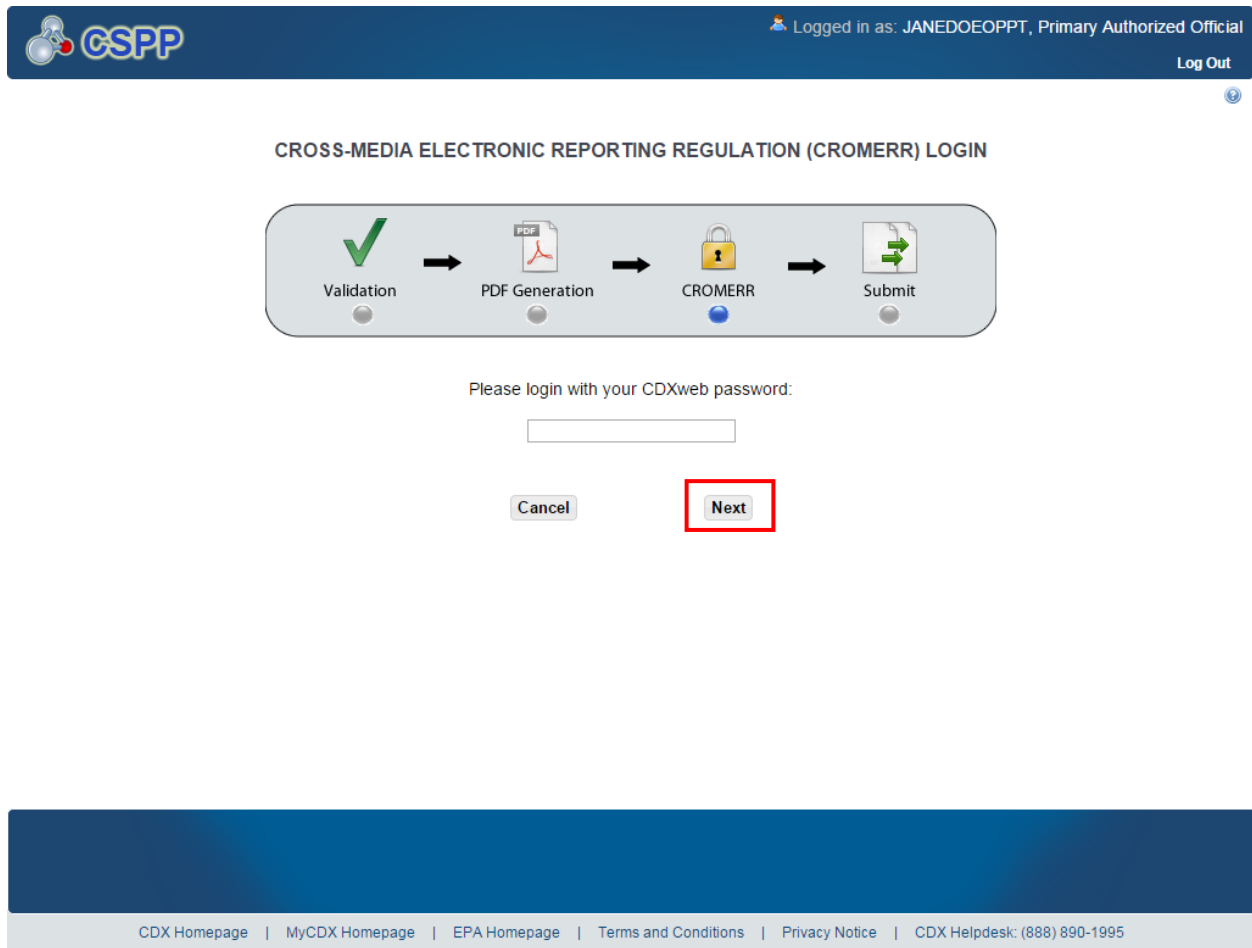 CSPP
Logged in as: JANEDOEOPPT, Primary Authorized Official
Log Out
CROSS-MEDIA ELECTRONIC REPORTING REGULATION (CROMERR) LOGIN
PDF
Validation PDF Generation CROMERR Submit
Please login with your CDXweb password:
Cancel Next
CDX Homepage | MyCDX Homepage | EPA Homepage | Terms and Conditions | Privacy Notice | CDX Helpdesk: (888) 890-1995